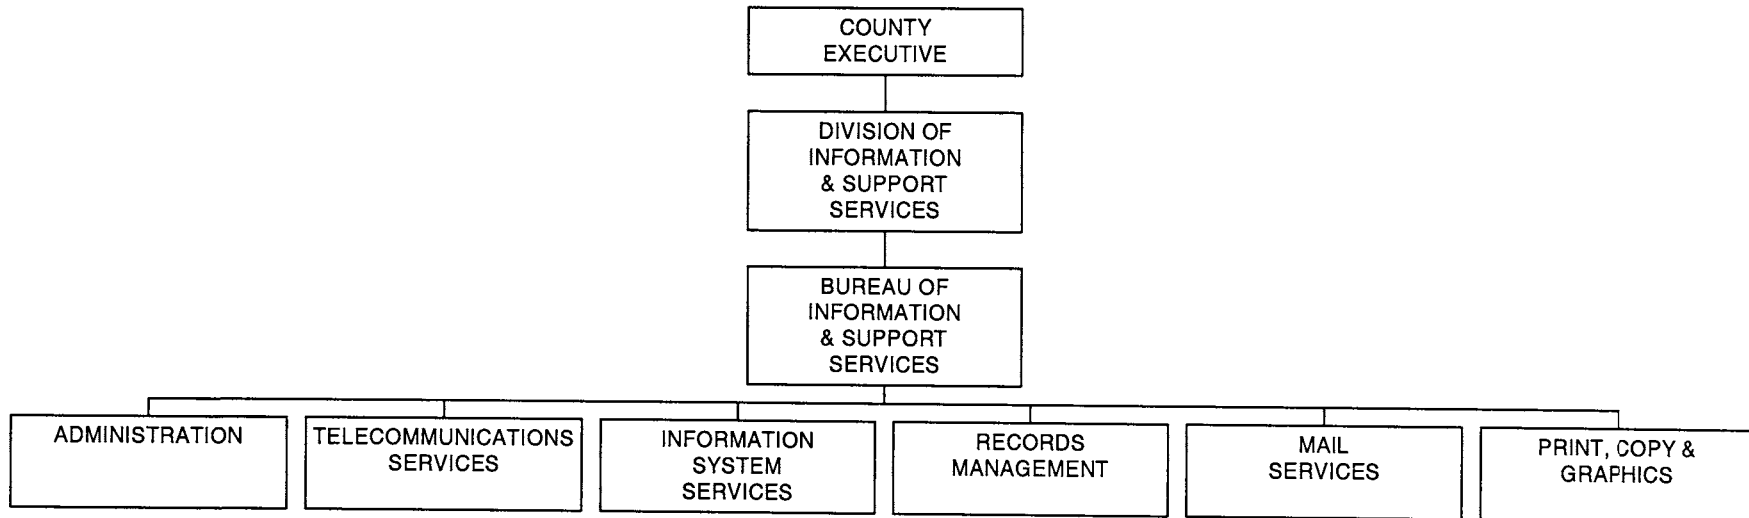 COUNTY
EXECUTIVE
DIVISION OF
INFORMATION
& SUPPORT
SERVICES
BUREAU OF
INFORMATION
& SUPPORT
SERVICES
ADMINISTRATION
TELECOMMUNICATIONS
SERVICES
INFORMATION
SYSTEM
SERVICES
RECORDS
MANAGEMENT
MAIL
SERVICES
PRINT, COPY &
GRAPHICS